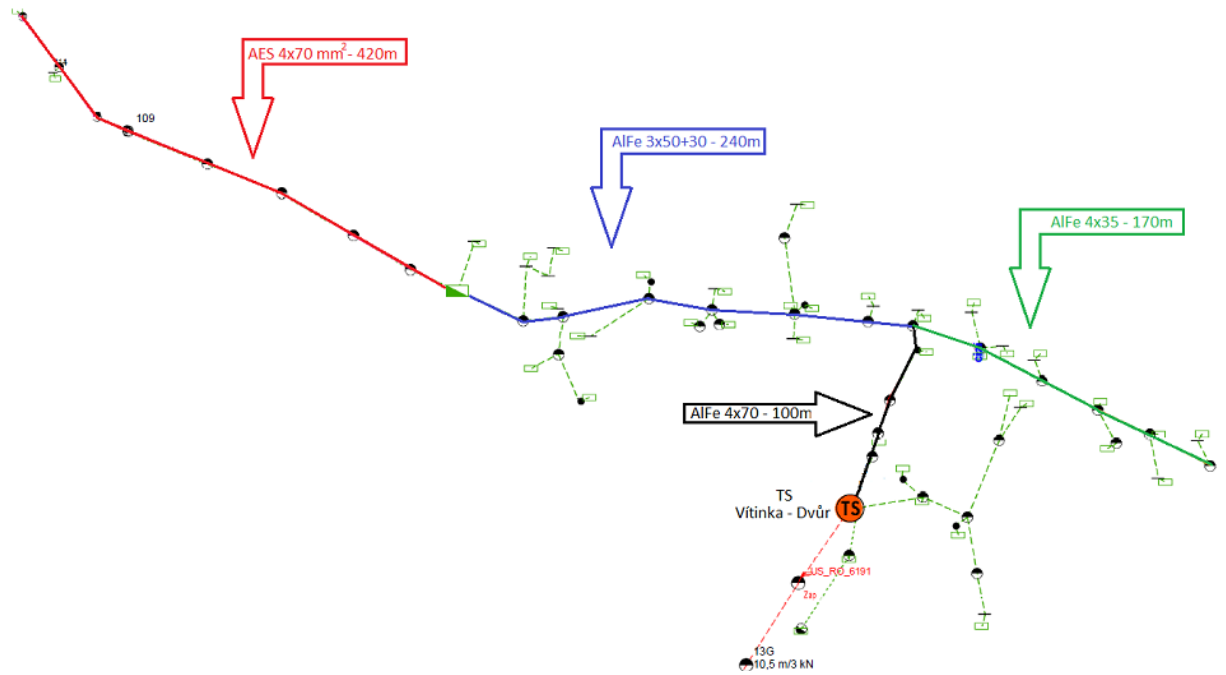 AES 4x70 mm² - 420m
109
AlFe 3x50+30 - 240m
AlFe 4x35 - 170m
AlFe 4x70 - 100m
TS
Vítinka - Dvůr
TS
US_RO_6191
Zap
13G
10,5 m/3 kN